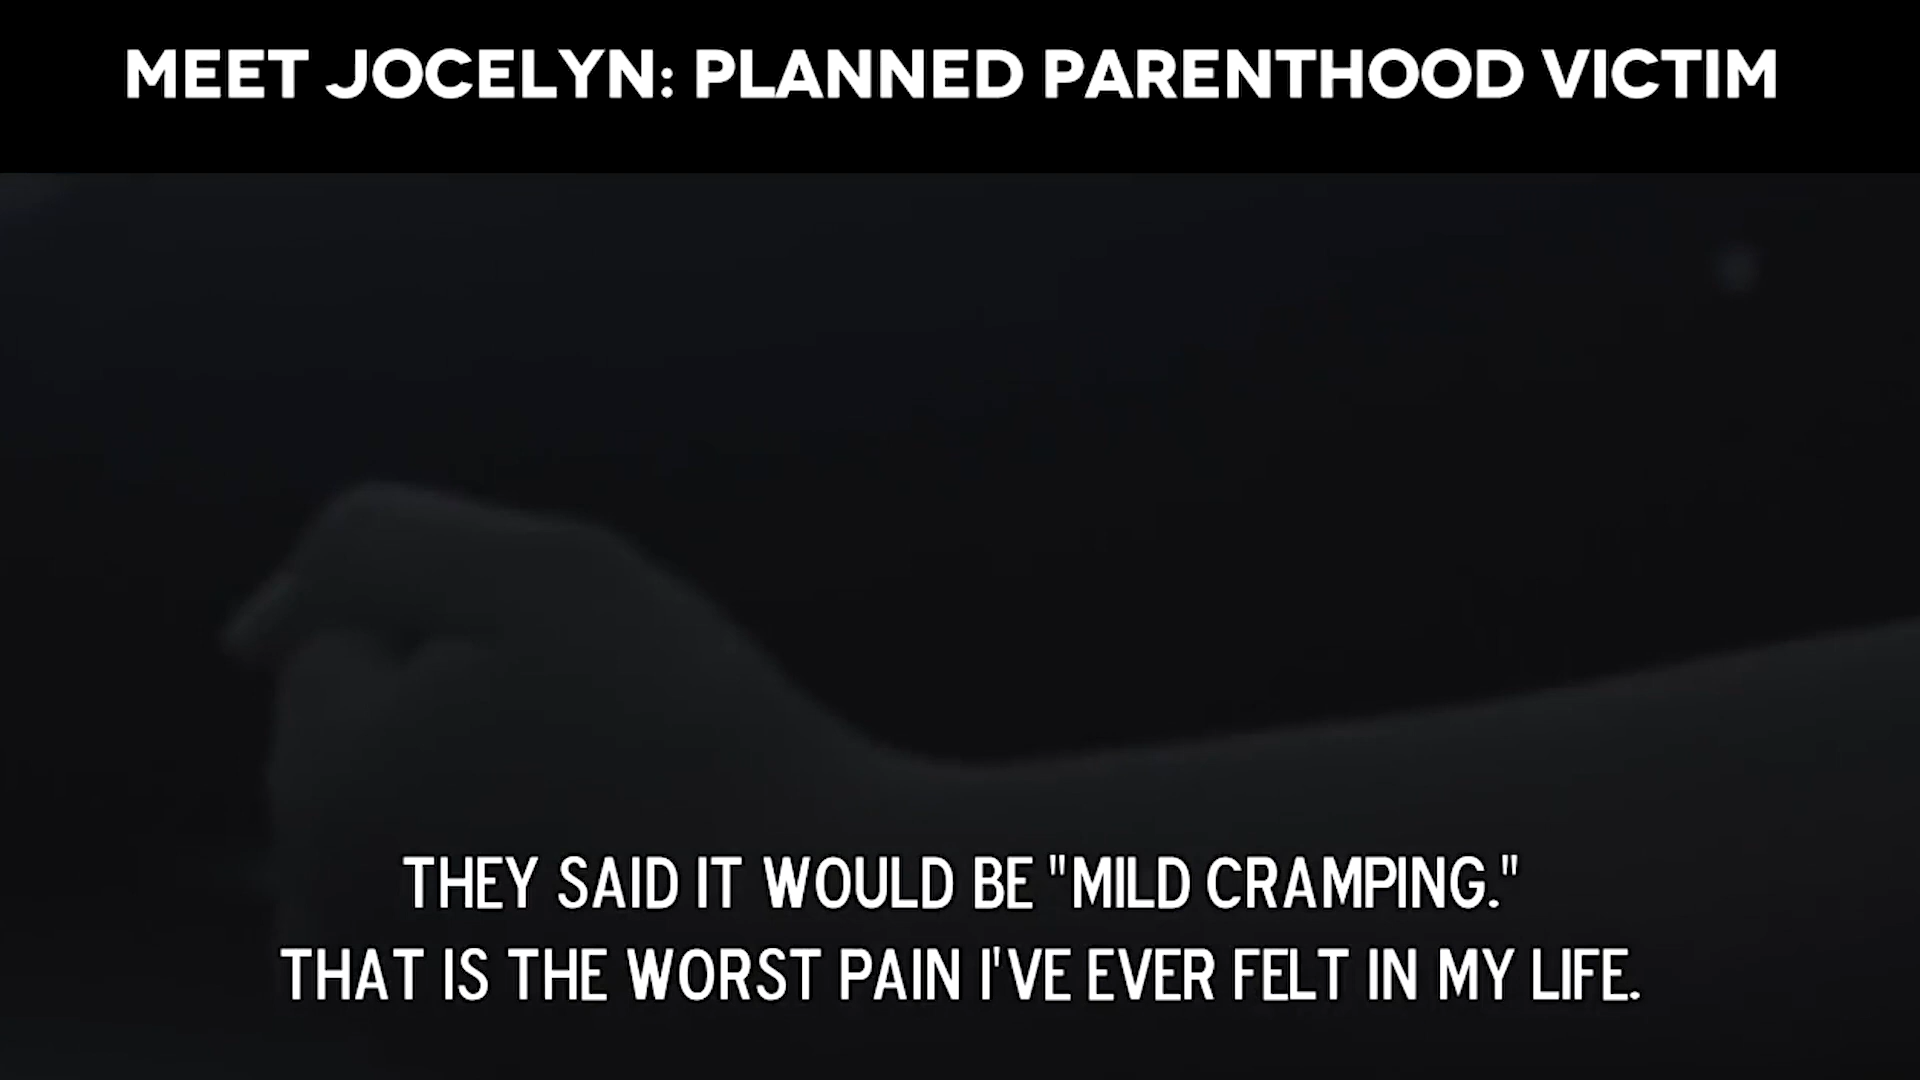 MEET JOCELYN: PLANNED PARENTHOOD VICTIM
THEY SAID IT WOULD BE "MILD CRAMPING."
THAT IS THE WORST PAIN I'VE EVER FELT IN MY LIFE.